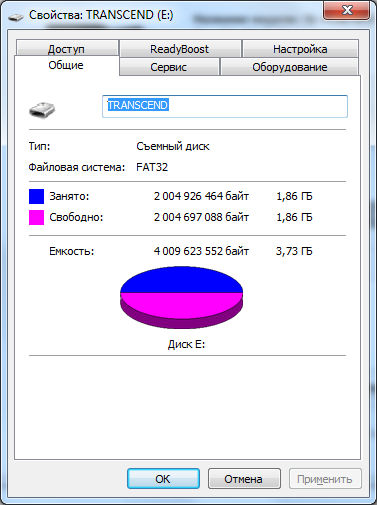 Свойства: TRANSCEND (E:)
Доступ ReadyBoost Настройка
Общие Сервис Оборудование
TRANSCEND
Тип: Съемный диск
Файловая система: FAT32
Занято: 2 004 926 464 байт 1,86 ГБ
Свободно: 2 004 697 088 байт 1,86 ГБ
Емкость: 4 009 623 552 байт 3,73 ГБ
Диск E:
ОК Отмена Применить